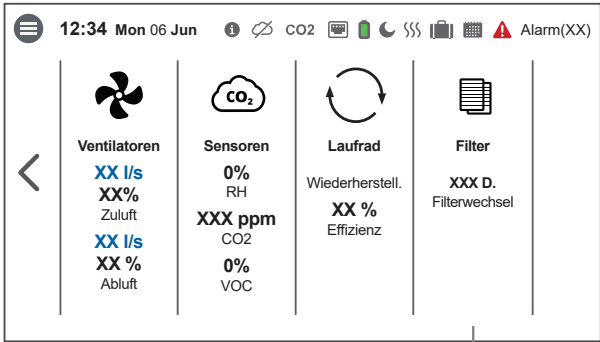 12:34 Mon 06 Jun CO2 Alarm(XX)
CO₂
Ventilatoren
XX l/s
XX%
Zuluft
XX l/s
XX %
Abluft
Sensoren
0%
RH
XXX ppm
CO2
0%
VOC
Laufrad
Wiederherstell.
XX %
Effizienz
Filter
XXX D.
Filterwechsel